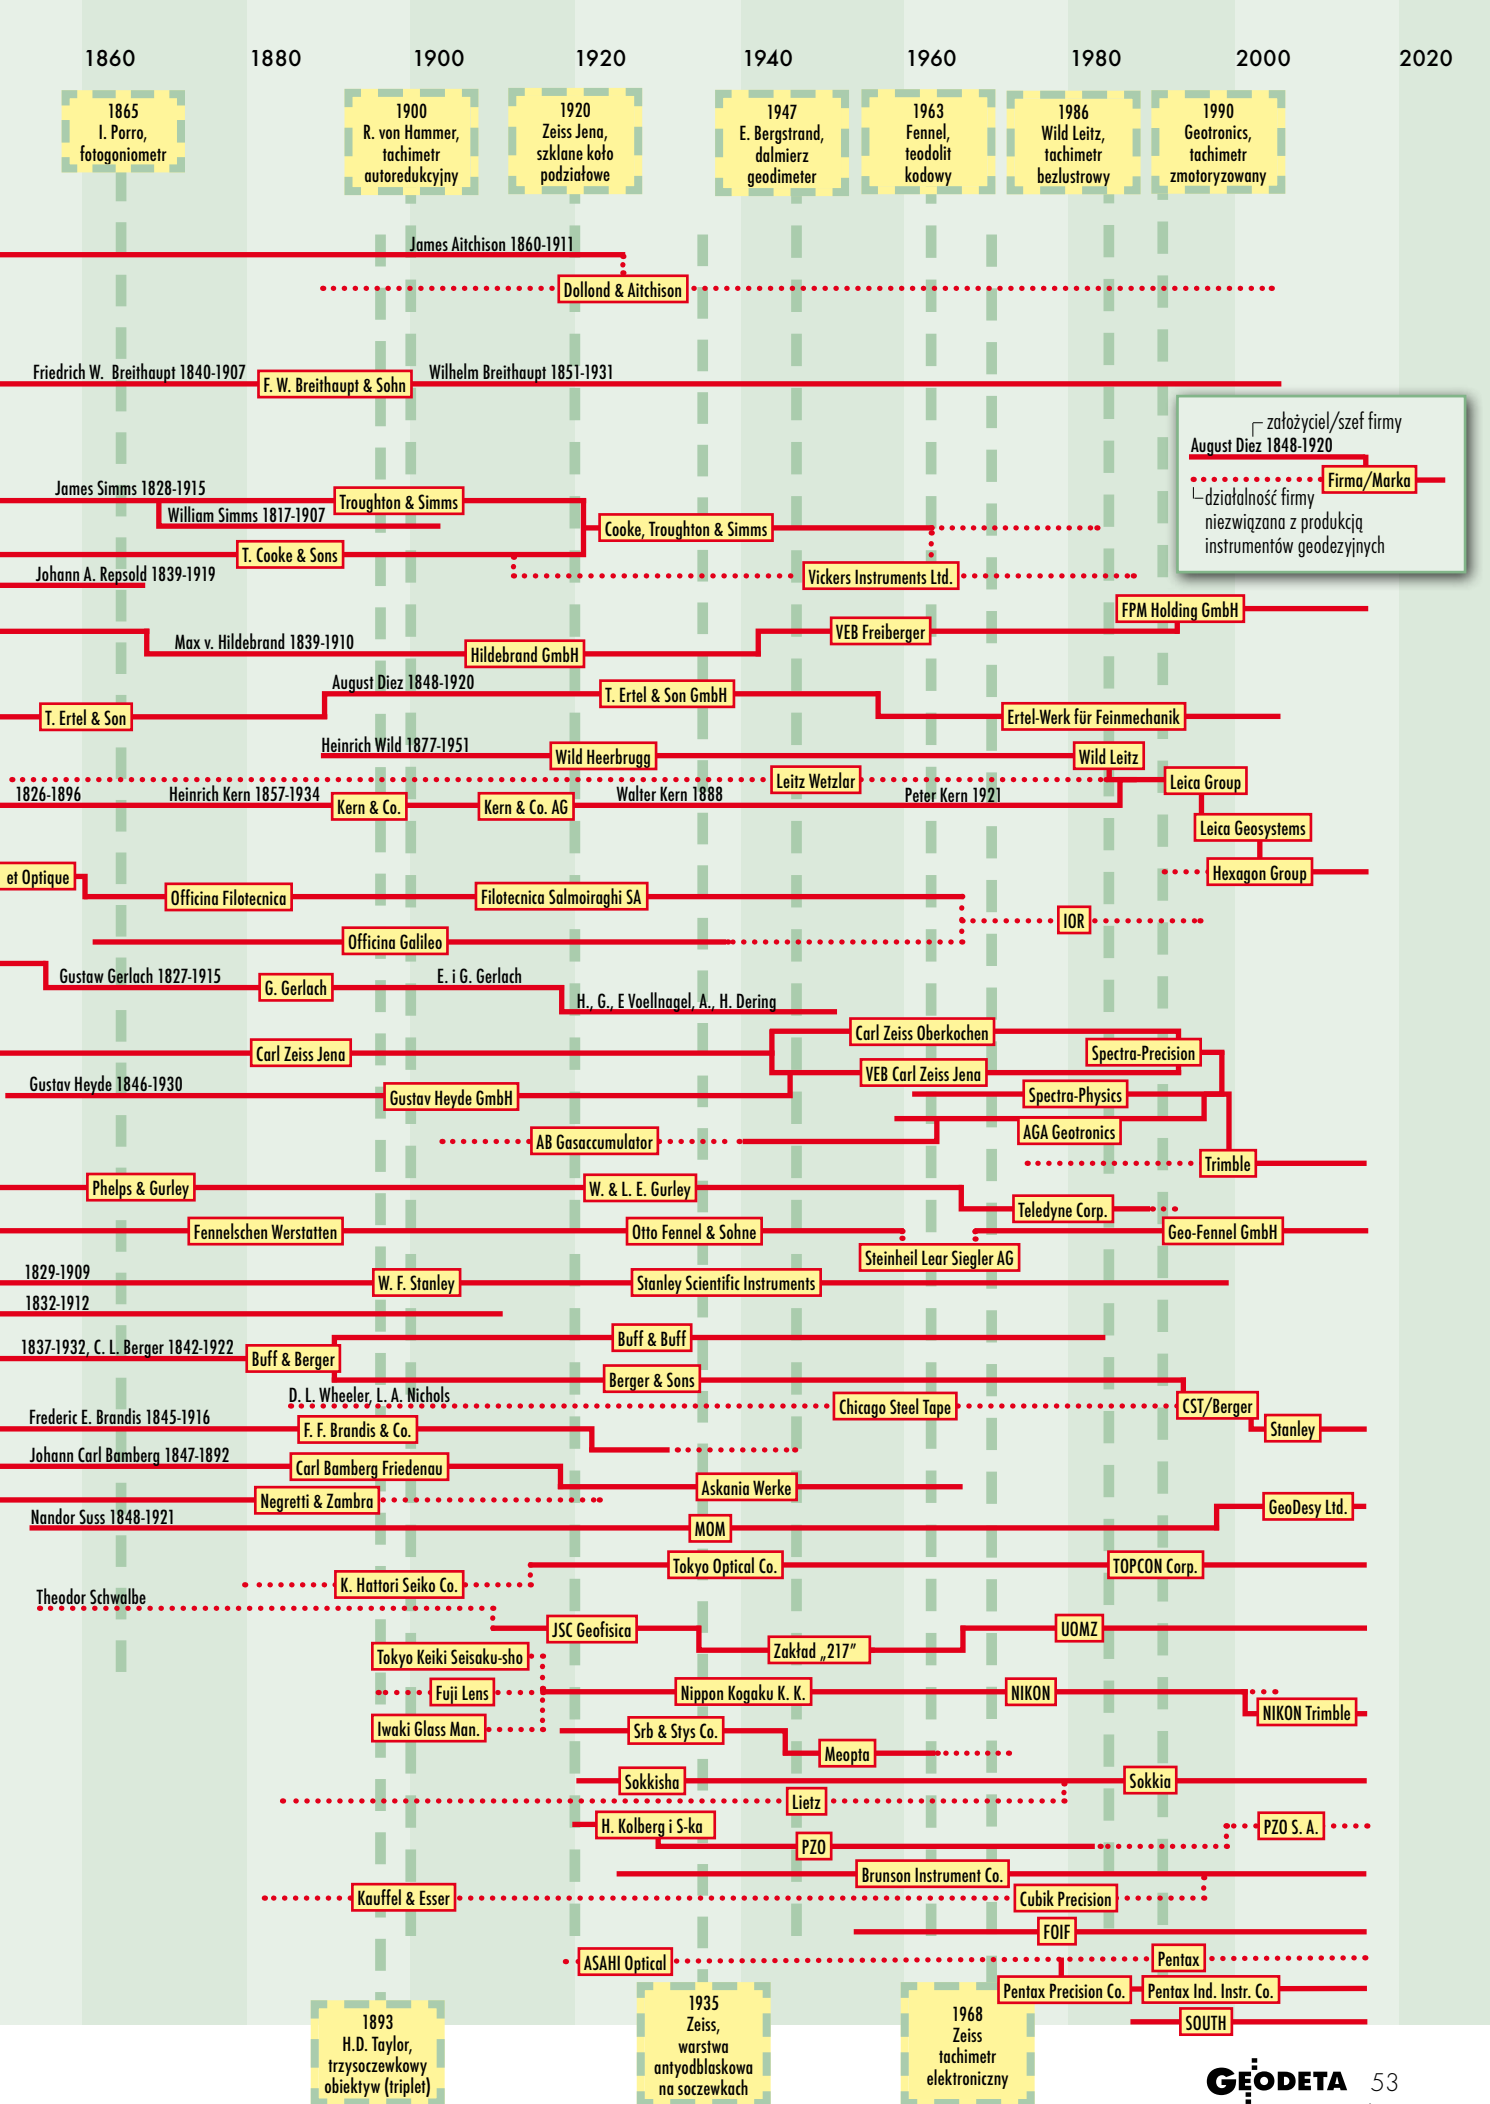 1860 1880 1900 1920 1940 1960 1980 2000 2020
1865
I. Porro,
fotogoniometr
1900
R. von Hammer,
tachimetr
autoredukcyjny
1920
Zeiss Jena,
szklane koło
podziałowe
1947
E. Bergstrand,
dalmierz
geodimeter
1963
Fennel,
teodolit
kodowy
1986
Wild Leitz,
tachimetr
bezlustrowy
1990
Geotronics,
tachimetr
zmotoryzowany
James Aitchison 1860-1911
Dollond & Aitchison
Friedrich W. Breithaupt 1840-1907
F. W. Breithaupt & Sohn
Wilhelm Breithaupt 1851-1931
założyciel/szef firmy
August Diez 1848-1920
Firma/Marka
działalność firmy
niezwiązana z produkcją
instrumentów geodezyjnych
James Simms 1828-1915
Troughton & Simms
William Simms 1817-1907
Cooke, Troughton & Simms
T. Cooke & Sons
Johann A. Repsold 1839-1919
Vickers Instruments Ltd.
FPM Holding GmbH
Max v. Hildebrand 1839-1910
Hildebrand GmbH
VEB Freiberger
August Diez 1848-1920
T. Ertel & Son
T. Ertel & Son GmbH
Ertel-Werk für Feinmechanik
Heinrich Wild 1877-1951
Wild Heerbrugg
Wild Leitz
Leitz Wetzlar
Leica Group
1826-1896
Heinrich Kern 1857-1934
Kern & Co.
Kern & Co. AG
Walter Kern 1888
Peter Kern 1921
Leica Geosystems
Hexagon Group
et Optique
Officina Filotecnica
Filotecnica Salmoiraghi SA
IOR
Officina Galileo
Gustaw Gerlach 1827-1915
G. Gerlach
E. i G. Gerlach
H., G., E Voellnagel, A., H. Dering
Carl Zeiss Oberkochen
Carl Zeiss Jena
Spectra-Precision
VEB Carl Zeiss Jena
Gustav Heyde 1846-1930
Gustav Heyde GmbH
Spectra-Physics
AB Gasaccumulator
AGA Geotronics
Trimble
Phelps & Gurley
W. & L. E. Gurley
Teledyne Corp.
Fennelschen Werstatten
Otto Fennel & Sohne
Geo-Fennel GmbH
Steinheil Lear Siegler AG
1829-1909
W. F. Stanley
Stanley Scientific Instruments
1832-1912
Buff & Buff
1837-1932, C. L. Berger 1842-1922
Buff & Berger
Berger & Sons
D. L. Wheeler, L. A. Nichols
Chicago Steel Tape
CST/Berger
Frederic E. Brandis 1845-1916
F. F. Brandis & Co.
Stanley
Johann Carl Bamberg 1847-1892
Carl Bamberg Friedenau
Askania Werke
Negretti & Zambra
GeoDesy Ltd.
Nandor Suss 1848-1921
MOM
Tokyo Optical Co.
TOPCON Corp.
K. Hattori Seiko Co.
Theodor Schwalbe
JSC Geofisica
UOMZ
Zakład „217”
Tokyo Keiki Seisaku-sho
Fuji Lens
Nippon Kogaku K. K.
NIKON
NIKON Trimble
Iwaki Glass Man.
Srb & Stys Co.
Meopta
Sokkisha
Sokkia
Lietz
H. Kolberg i S-ka
PZO S. A.
PZO
Brunson Instrument Co.
Kauffel & Esser
Cubik Precision
FOIF
ASAHI Optical
Pentax
Pentax Precision Co.
Pentax Ind. Instr. Co.
SOUTH
1893
H.D. Taylor,
trzysoczewkowy
obiektyw (triplet)
1935
Zeiss,
warstwa
antyodblaskowa
na soczewkach
1968
Zeiss
tachimetr
elektroniczny
GEODETA 53